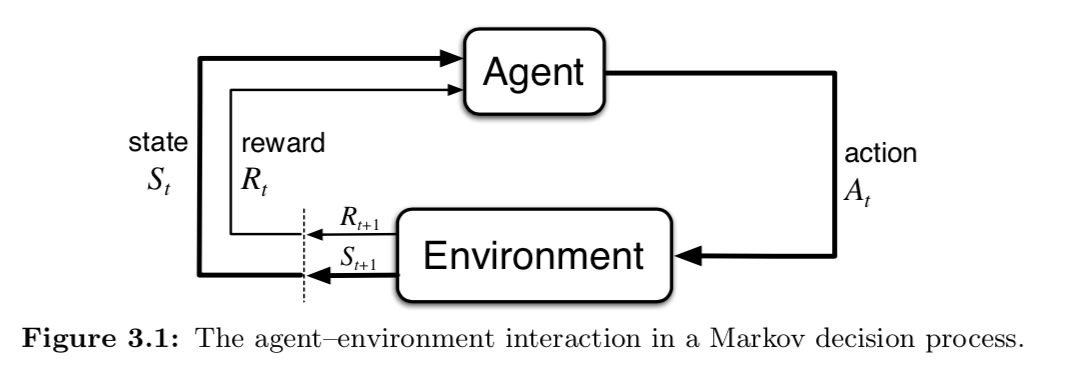 Agent
state
S_t
reward
R_t
action
A_t
R_{t+1}
S_{t+1}
Environment
Figure 3.1: The agent–environment interaction in a Markov decision process.